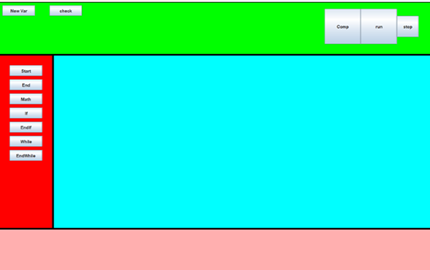 New Var check Comp run stop
Start
End
Math
If
EndIf
While
EndWhile